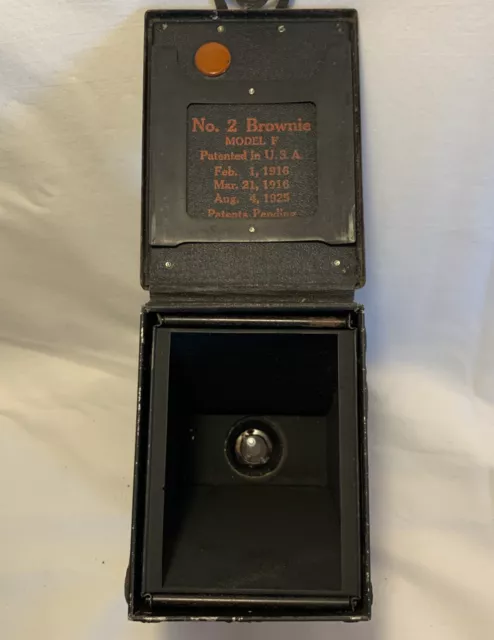 No. 2 Brownie
MODEL F
Patented in U.S.A.
Feb. 1, 1916
Mar. 21, 1916
Aug. 4, 1925
Patents Pending